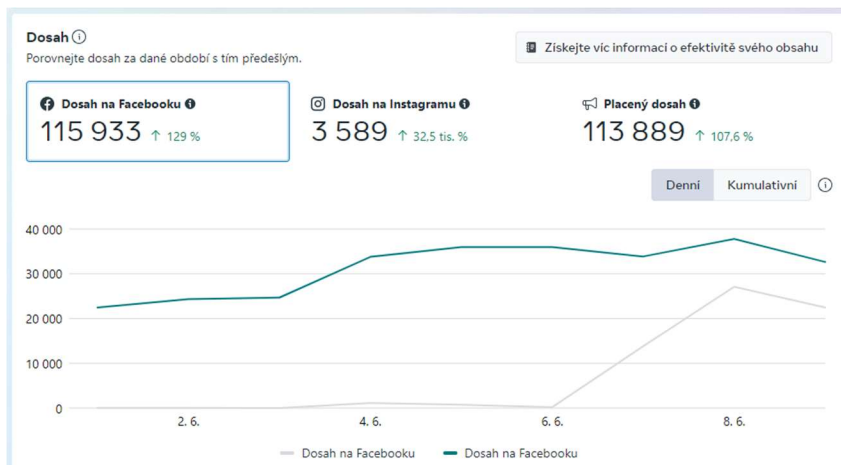 Dosah
Porovnejte dosah za dané období s tím předešlým.
Získejte víc informací o efektivitě svého obsahu
Dosah na Facebooku
115 933 ↑ 129 %
Dosah na Instagramu
3 589 ↑ 32,5 tis. %
Placený dosah
113 889 ↑ 107,6 %
Denní Kumulativní
40 000
30 000
20 000
10 000
0
2. 6. 4. 6. 6. 6. 8. 6.
Dosah na Facebooku Dosah na Facebooku